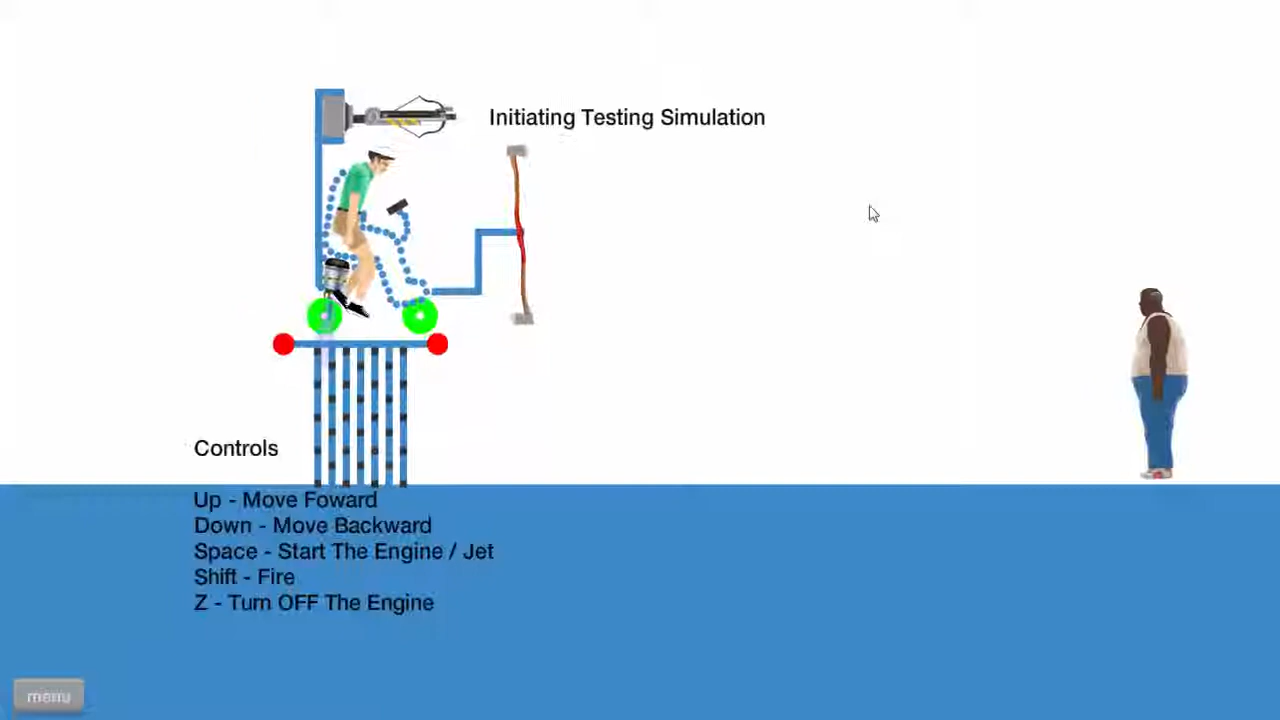 Initiating Testing Simulation
Controls
Up - Move Foward
Down - Move Backward
Space - Start The Engine / Jet
Shift - Fire
Z - Turn OFF The Engine
menu